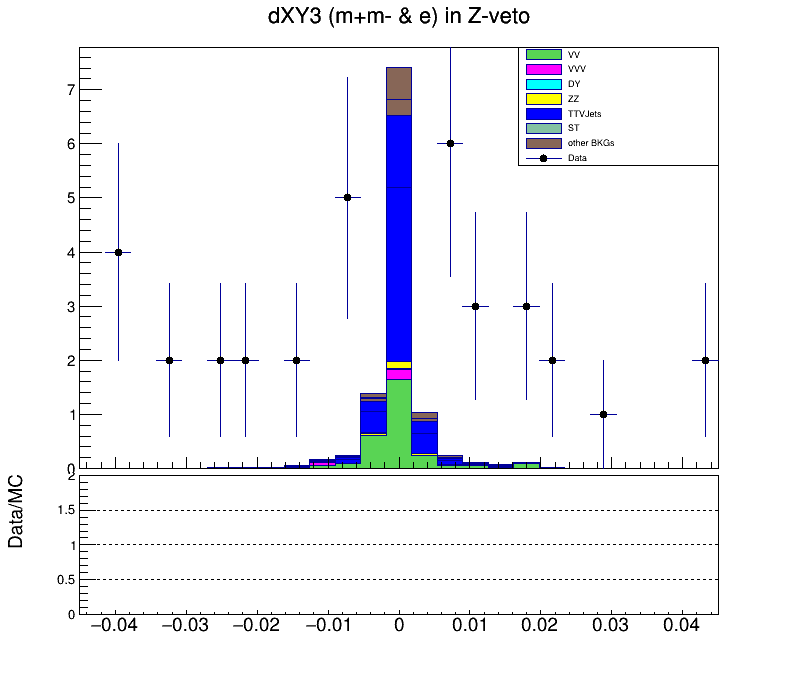 dXY3 (m+m- & e) in Z-veto
VV
VVV
DY
ZZ
TTVJets
ST
other BKGs
Data
7
6
5
4
3
2
1
0
Data/MC
2
1.5
1
0.5
0
−0.04 −0.03 −0.02 −0.01 0 0.01 0.02 0.03 0.04